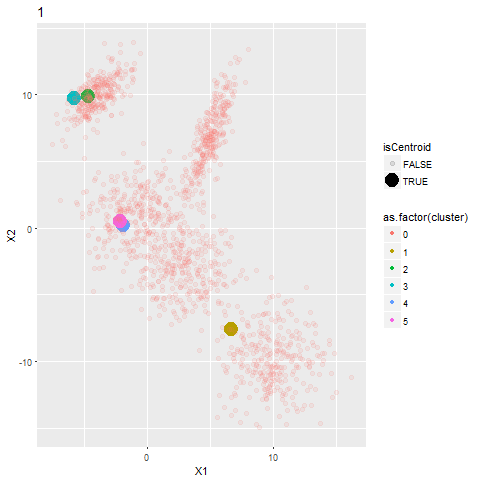 1
10
0
-10
X2
0
10
X1
isCentroid
FALSE
TRUE
as.factor(cluster)
0
1
2
3
4
5